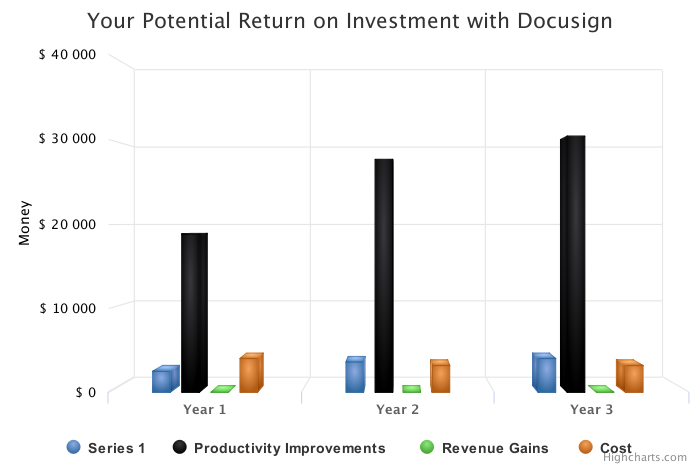 Your Potential Return on Investment with Docusign
$ 40 000
$ 30 000
$ 20 000
$ 10 000
$ 0
Money
Year 1
Year 2
Year 3
Series 1
Productivity Improvements
Revenue Gains
Cost
Highcharts.com